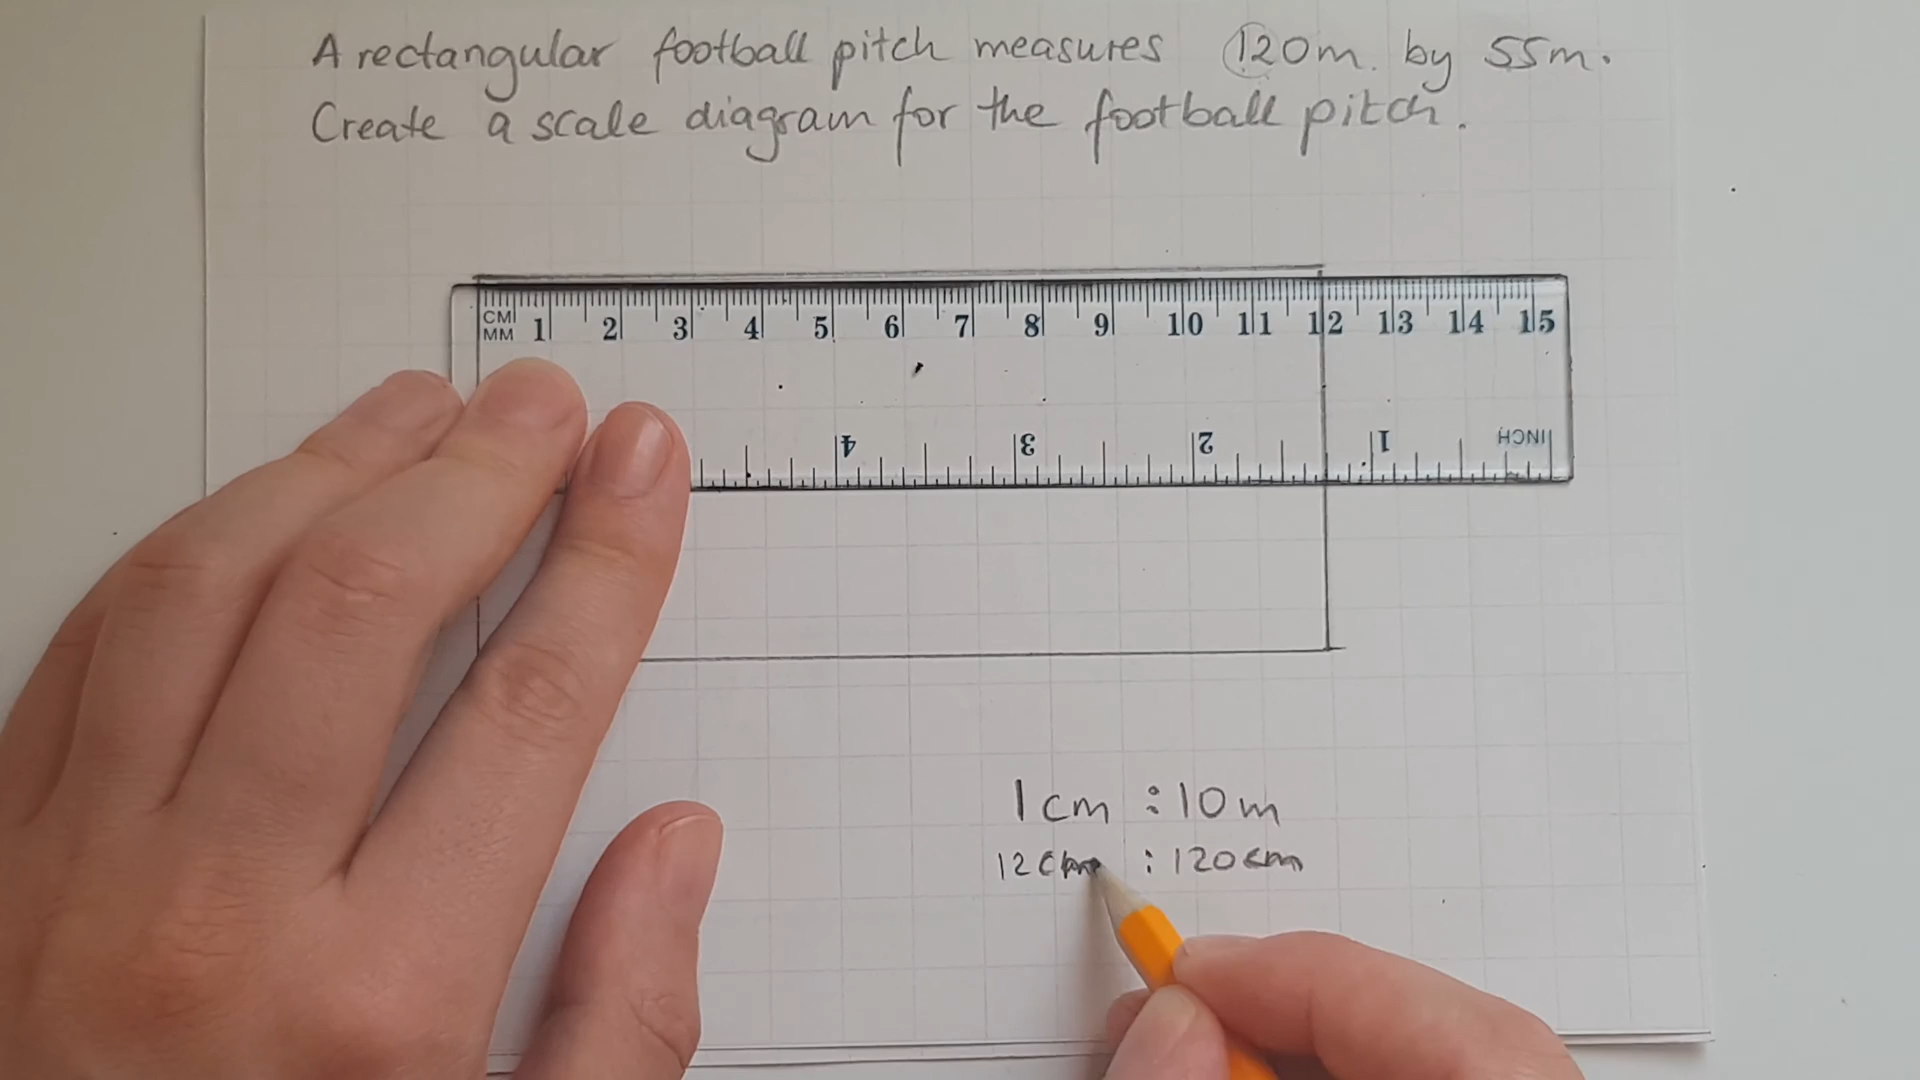 A rectangular football pitch measures 120m by 55m.
Create a scale diagram for the football pitch.
CM 1 2 3 4 5 6 7 8 9 10 11 12 13 14 15
MM
4 3 2 1 INCH
1cm : 10m
12cm : 120cm